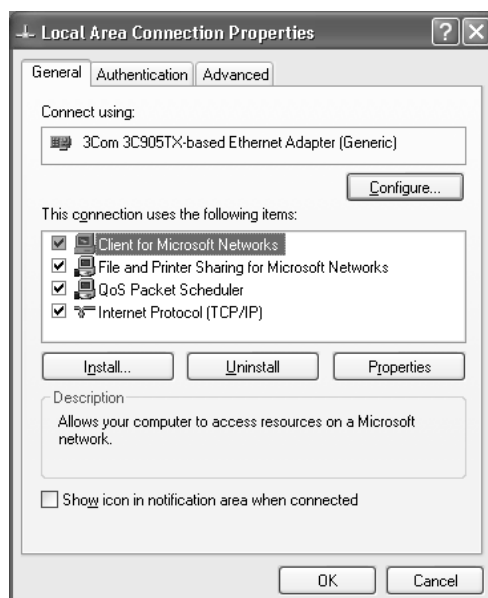 Local Area Connection Properties
General Authentication Advanced
Connect using:
3Com 3C905TX-based Ethernet Adapter (Generic)
Configure...
This connection uses the following items:
Client for Microsoft Networks
File and Printer Sharing for Microsoft Networks
QoS Packet Scheduler
Internet Protocol (TCP/IP)
Install... Uninstall Properties
Description
Allows your computer to access resources on a Microsoft
network.
Show icon in notification area when connected
OK Cancel